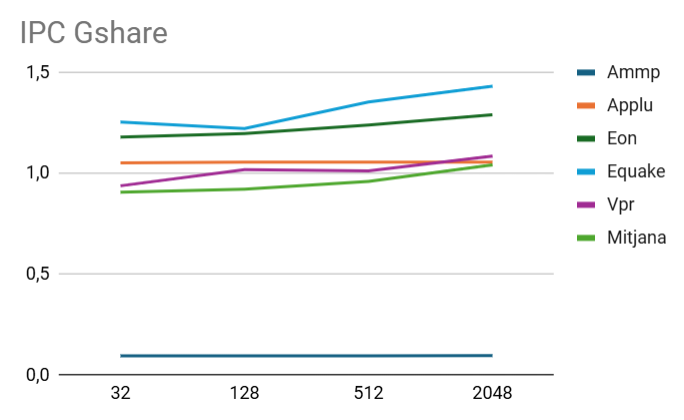 IPC Gshare
1,5
1,0
0,5
0,0
32 128 512 2048
Ammp
Applu
Eon
Equake
Vpr
Mitjana